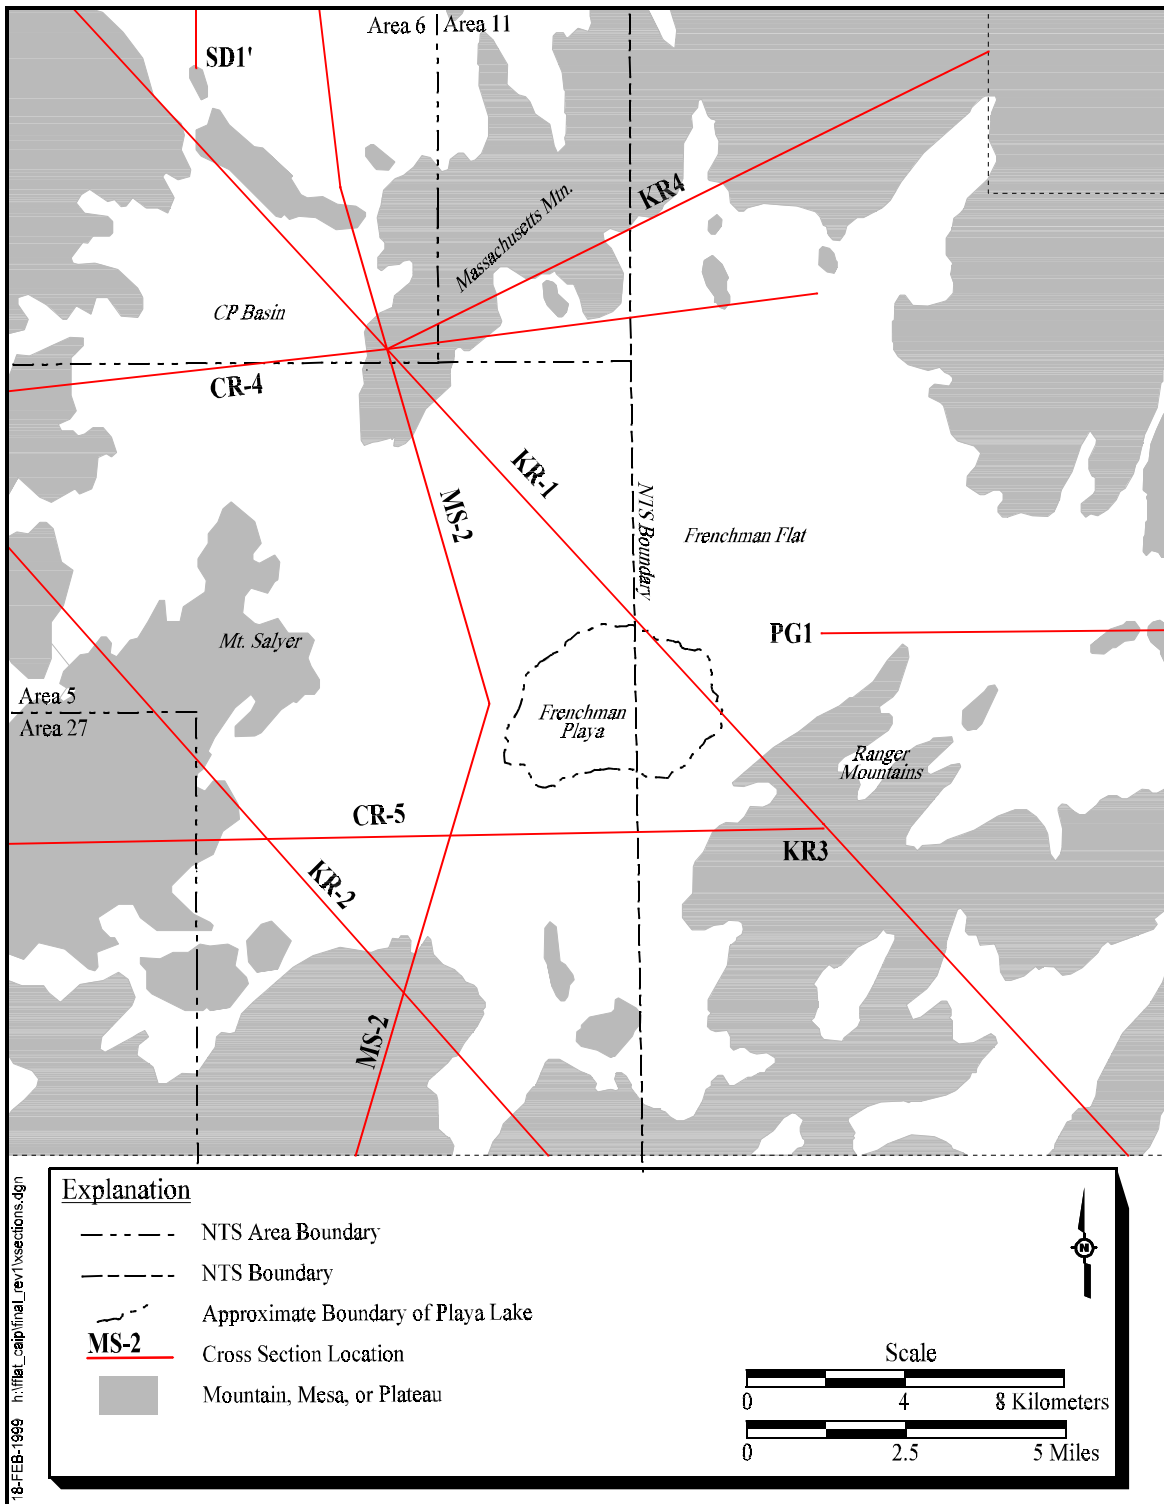 Area 6
Area 11
SD1'
KR4
Massachusetts Mtn.
CP Basin
CR-4
KR-1
MS-2
NTS Boundary
Frenchman Flat
Mt. Salyer
PG1
Area 5
Area 27
Frenchman
Playa
Ranger
Mountains
CR-5
KR3
KR-2
MS-2
Explanation
NTS Area Boundary
NTS Boundary
Approximate Boundary of Playa Lake
MS-2
Cross Section Location
Mountain, Mesa, or Plateau
N
Scale
0 4 8 Kilometers
0 2.5 5 Miles
18-FEB-1999 h:\fflat_caip\final_rev1\xsections.dgn